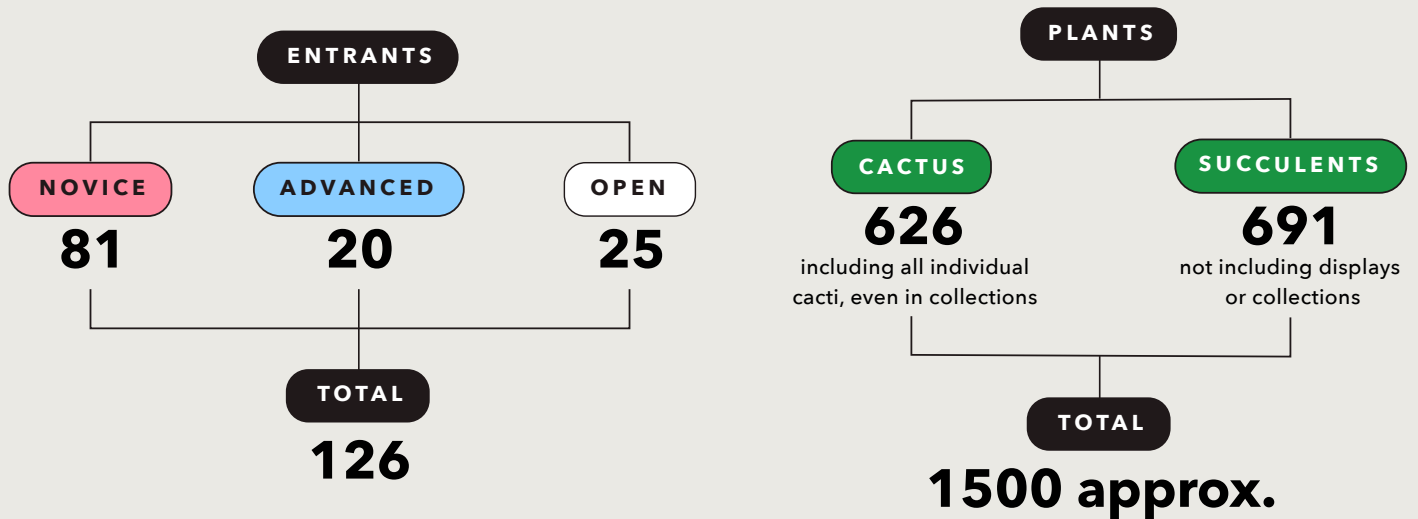 ENTRANTS
NOVICE
81
ADVANCED
20
OPEN
25
TOTAL
126
PLANTS
CACTUS
626
including all individual
cacti, even in collections
SUCCULENTS
691
not including displays
or collections
TOTAL
1500 approx.